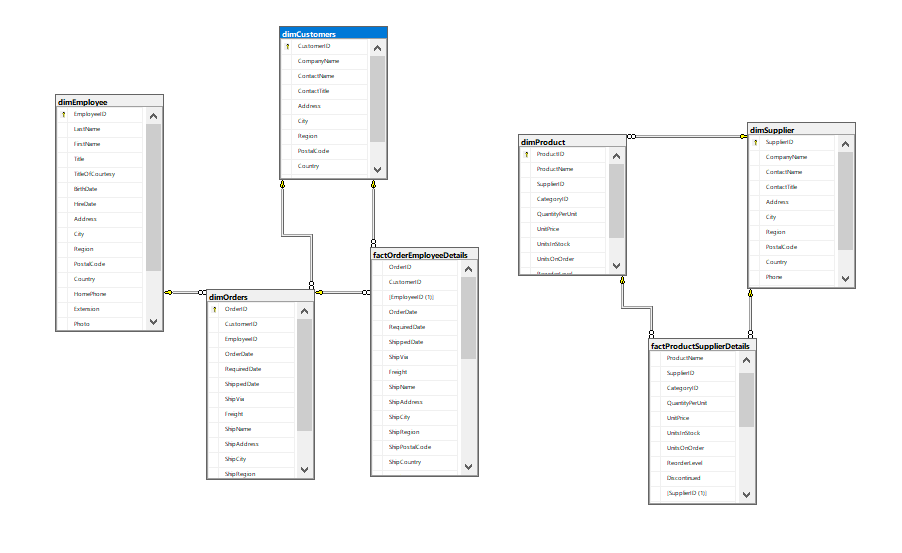 dimCustomers
CustomerID
CompanyName
ContactName
ContactTitle
Address
City
Region
PostalCode
Country
dimEmployee
EmployeeID
LastName
FirstName
Title
TitleOfCourtesy
BirthDate
HireDate
Address
City
Region
PostalCode
Country
HomePhone
Extension
Photo
dimOrders
OrderID
CustomerID
EmployeeID
OrderDate
RequiredDate
ShippedDate
ShipVia
Freight
ShipName
ShipAddress
ShipCity
ShipRegion
factOrderEmployeeDetails
OrderID
CustomerID
[EmployeeID (1)]
OrderDate
RequiredDate
ShippedDate
ShipVia
Freight
ShipName
ShipAddress
ShipCity
ShipRegion
ShipPostalCode
ShipCountry
dimProduct
ProductID
ProductName
SupplierID
CategoryID
QuantityPerUnit
UnitPrice
UnitsInStock
UnitsOnOrder
ReorderLevel
dimSupplier
SupplierID
CompanyName
ContactName
ContactTitle
Address
City
Region
PostalCode
Country
Phone
factProductSupplierDetails
ProductName
SupplierID
CategoryID
QuantityPerUnit
UnitPrice
UnitsInStock
UnitsOnOrder
ReorderLevel
Discontinued
[SupplierID (1)]